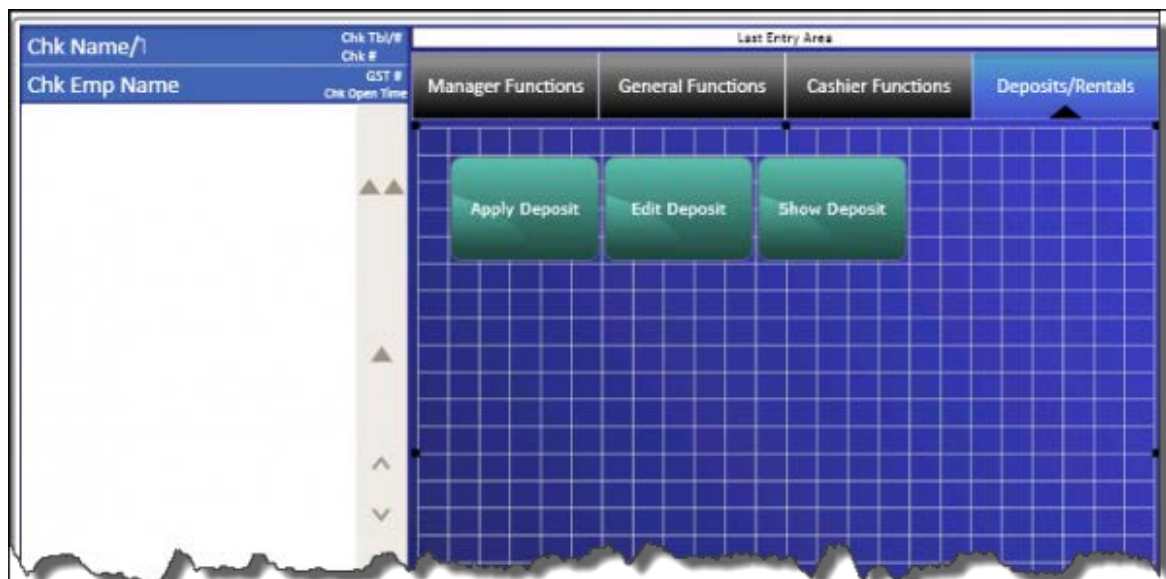 Chk Name/
Chk Tbl/#
Chk #
Chk Emp Name
GST #
Chk Open Time
Last Entry Area
Manager Functions
General Functions
Cashier Functions
Deposits/Rentals
Apply Deposit
Edit Deposit
Show Deposit